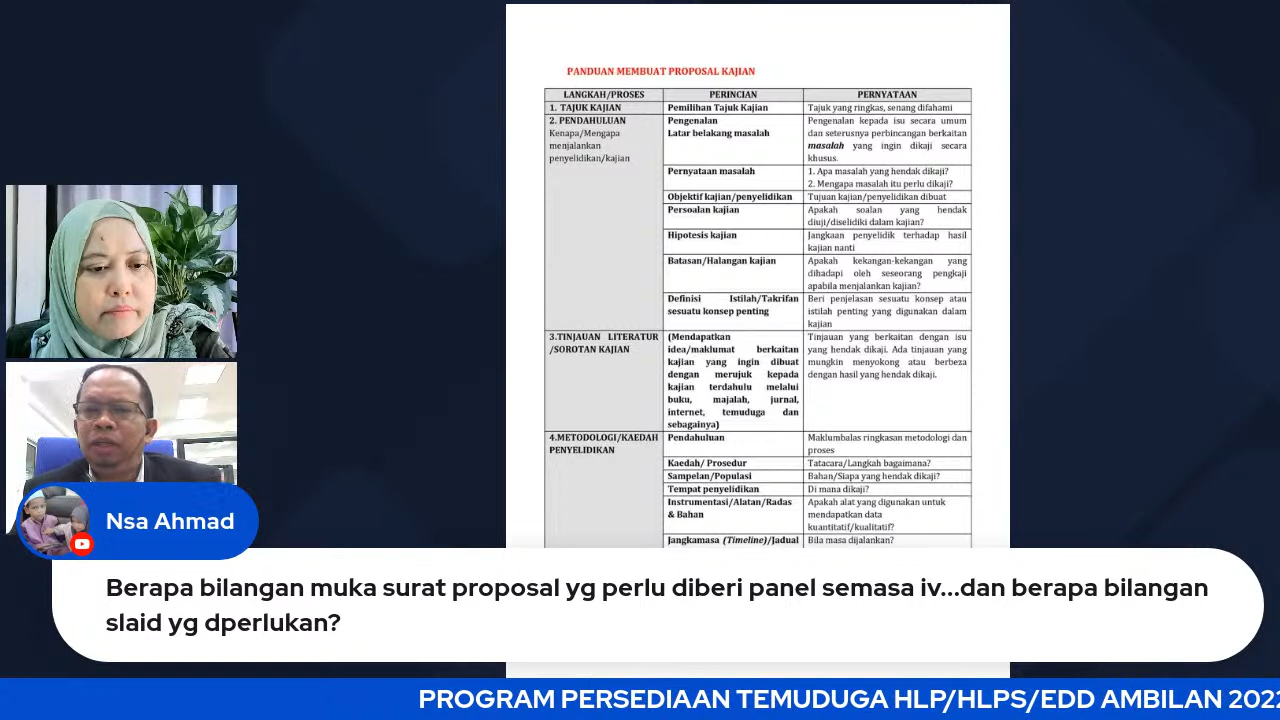 PANDUAN MEMBUAT PROPOSAL KAJIAN
LANGKAH/PROSES
PERINCIAN
PERNYATAAN
1. TAJUK KAJIAN
Pemilihan Tajuk Kajian
Tajuk yang ringkas, senang difahami
2. PENDAHULUAN
Kenapa/Mengapa
menjalankan
penyelidikan/kajian
Pengenalan
Latar belakang masalah
Pengenalan kepada isu secara umum
dan seterusnya perbincangan berkaitan
masalah yang ingin dikaji secara
khusus.
Pernyataan masalah
1. Apa masalah yang hendak dikaji?
2. Mengapa masalah itu perlu dikaji?
Objektif kajian/penyelidikan
Tujuan kajian/penyelidikan dibuat
Persoalan kajian
Apakah soalan yang hendak
diuji/diselidiki dalam kajian?
Hipotesis kajian
Jangkaan penyelidik terhadap hasil
kajian nanti
Batasan/Halangan kajian
Apakah kekangan-kekangan yang
dihadapi oleh seseorang pengkaji
apabila menjalankan kajian?
Definisi Istilah/Takrifan
sesuatu konsep penting
Beri penjelasan sesuatu konsep atau
istilah penting yang digunakan dalam
kajian
3.TINJAUAN LITERATUR
/SOROTAN KAJIAN
(Mendapatkan
idea/maklumat berkaitan
kajian yang ingin dibuat
dengan merujuk kepada
kajian terdahulu melalui
buku, majalah, jurnal,
internet, temuduga dan
sebagainya)
Tinjauan yang berkaitan dengan isu
yang hendak dikaji. Ada tinjauan yang
mungkin menyokong atau berbeza
dengan hasil yang hendak dikaji.
4.METODOLOGI/KAEDAH
PENYELIDIKAN
Pendahuluan
Maklumbalas ringkasan metodologi dan
proses
Kaedah/ Prosedur
Tatacara/Langkah bagaimana?
Sampelan/Populasi
Bahan/Siapa yang hendak dikaji?
Tempat penyelidikan
Di mana dikaji?
Instrumentasi/Alatan/Radas
& Bahan
Apakah alat yang digunakan untuk
mendapatkan data
kuantitatif/kualitatif?
Jangkamasa (Timeline)/Jadual
Bila masa dijalankan?
Nsa Ahmad
Berapa bilangan muka surat proposal yg perlu diberi panel semasa iv...dan berapa bilangan
slaid yg dperlukan?
PROGRAM PERSEDIAAN TEMUDUGA HLP/HLPS/EDD AMBILAN 202